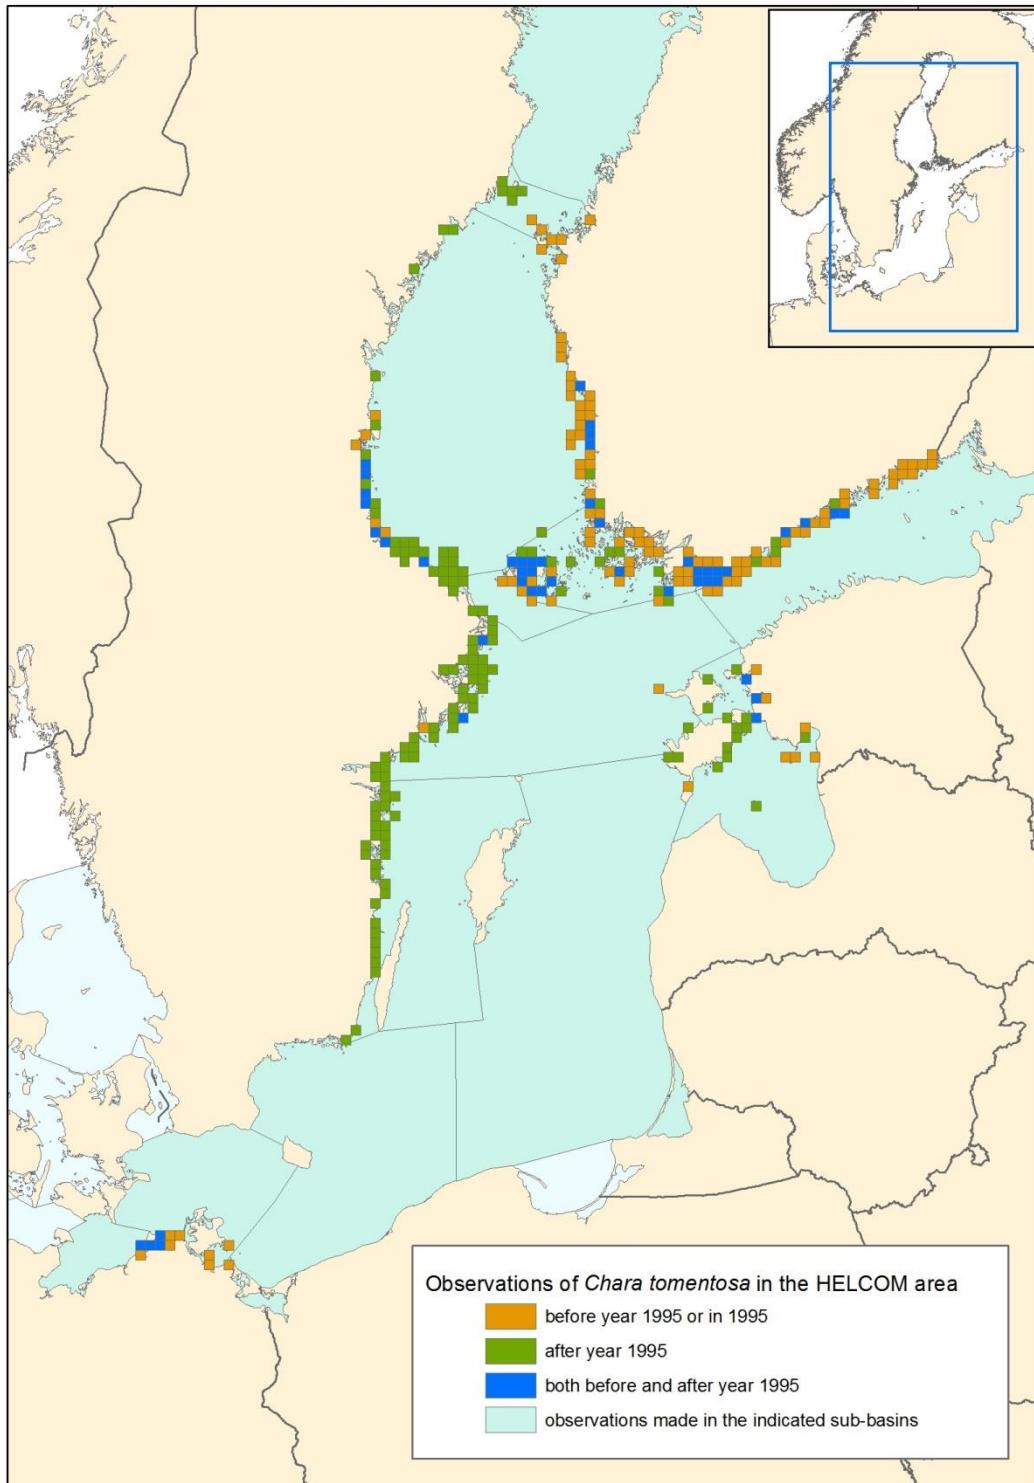 Observations of Chara tomentosa in the HELCOM area
before year 1995 or in 1995
after year 1995
both before and after year 1995
observations made in the indicated sub-basins